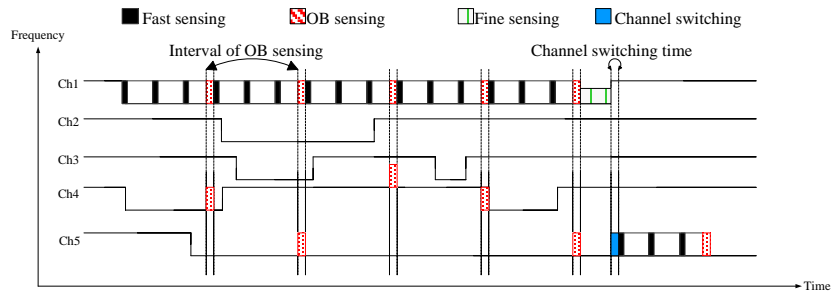 Fast sensing OB sensing Fine sensing Channel switching
Frequency
Interval of OB sensing Channel switching time
Ch1
Ch2
Ch3
Ch4
Ch5
Time